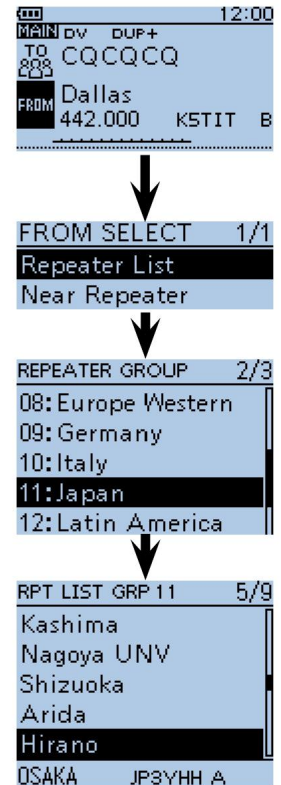 12:00
MAIN DV DUP+
TO CQCQCQ
FROM Dallas
442.000 K5TIT B
FROM SELECT 1/1
Repeater List
Near Repeater
REPEATER GROUP 2/3
08:Europe Western
09:Germany
10:Italy
11:Japan
12:Latin America
RPT LIST GRP 11 5/9
Kashima
Nagoya UNV
Shizuoka
Arida
Hirano
OSAKA JP3YHH A